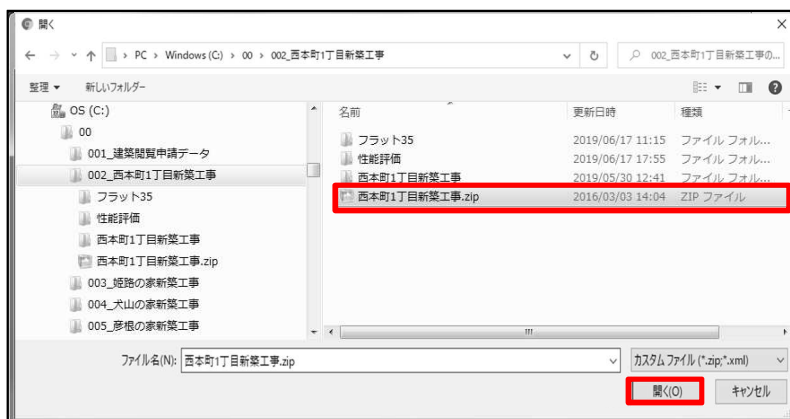 開く
PC > Windows (C:) > 00 > 002_西本町1丁目新築工事
002_西本町1丁目新築工事の...
整理 新しいフォルダー
OS (C:)
00
001_建築閲覧申請データ
002_西本町1丁目新築工事
フラット35
性能評価
西本町1丁目新築工事
西本町1丁目新築工事.zip
003_姫路の家新築工事
004_犬山の家新築工事
005_彦根の家新築工事
名前 更新日時 種類
フラット35 2019/06/17 11:15 ファイル フォル...
性能評価 2019/06/17 17:55 ファイル フォル...
西本町1丁目新築工事 2019/05/30 12:41 ファイル フォル...
西本町1丁目新築工事.zip 2016/03/03 14:04 ZIP ファイル
ファイル名(N): 西本町1丁目新築工事.zip カスタム ファイル (*.zip;*.xml)
開く(O) キャンセル